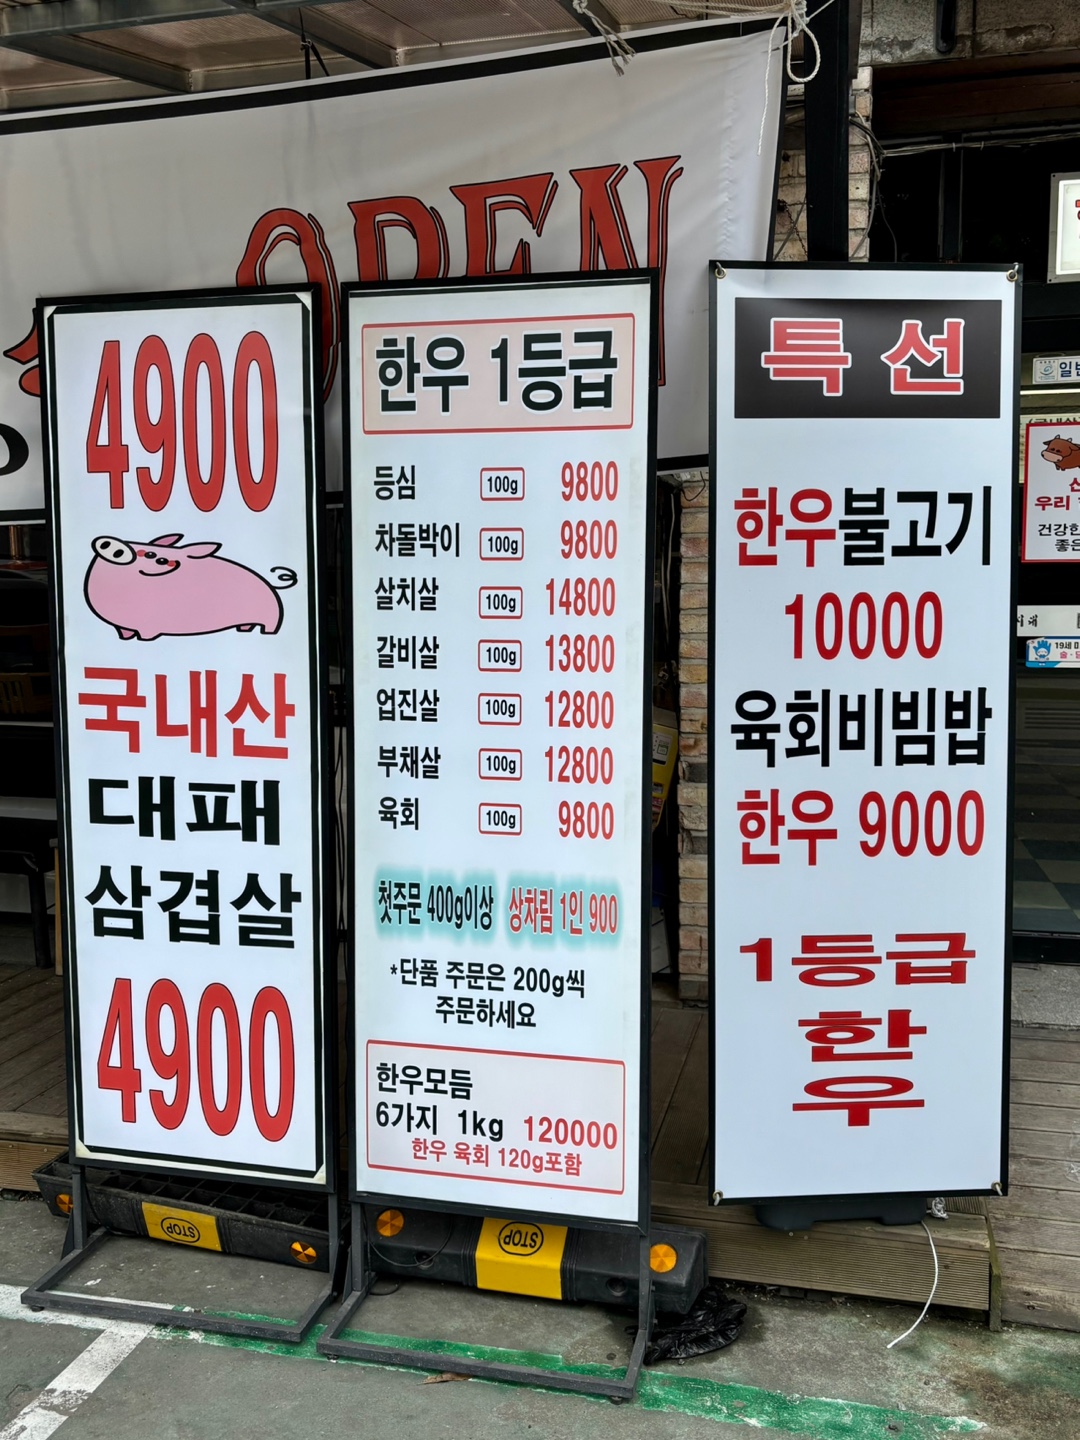 OPEN
4900
국내산
대패
삼겹살
4900
한우 1등급
등심 100g 9800
차돌박이 100g 9800
살치살 100g 14800
갈비살 100g 13800
업진살 100g 12800
부채살 100g 12800
육회 100g 9800
첫주문 400g이상 상차림 1인 900
*단품 주문은 200g씩
주문하세요
한우모듬
6가지 1kg 120000
한우 육회 120g포함
특선
한우불고기
10000
육회비빔밥
한우 9000
1등급
한
우
우리
STOP
STOP